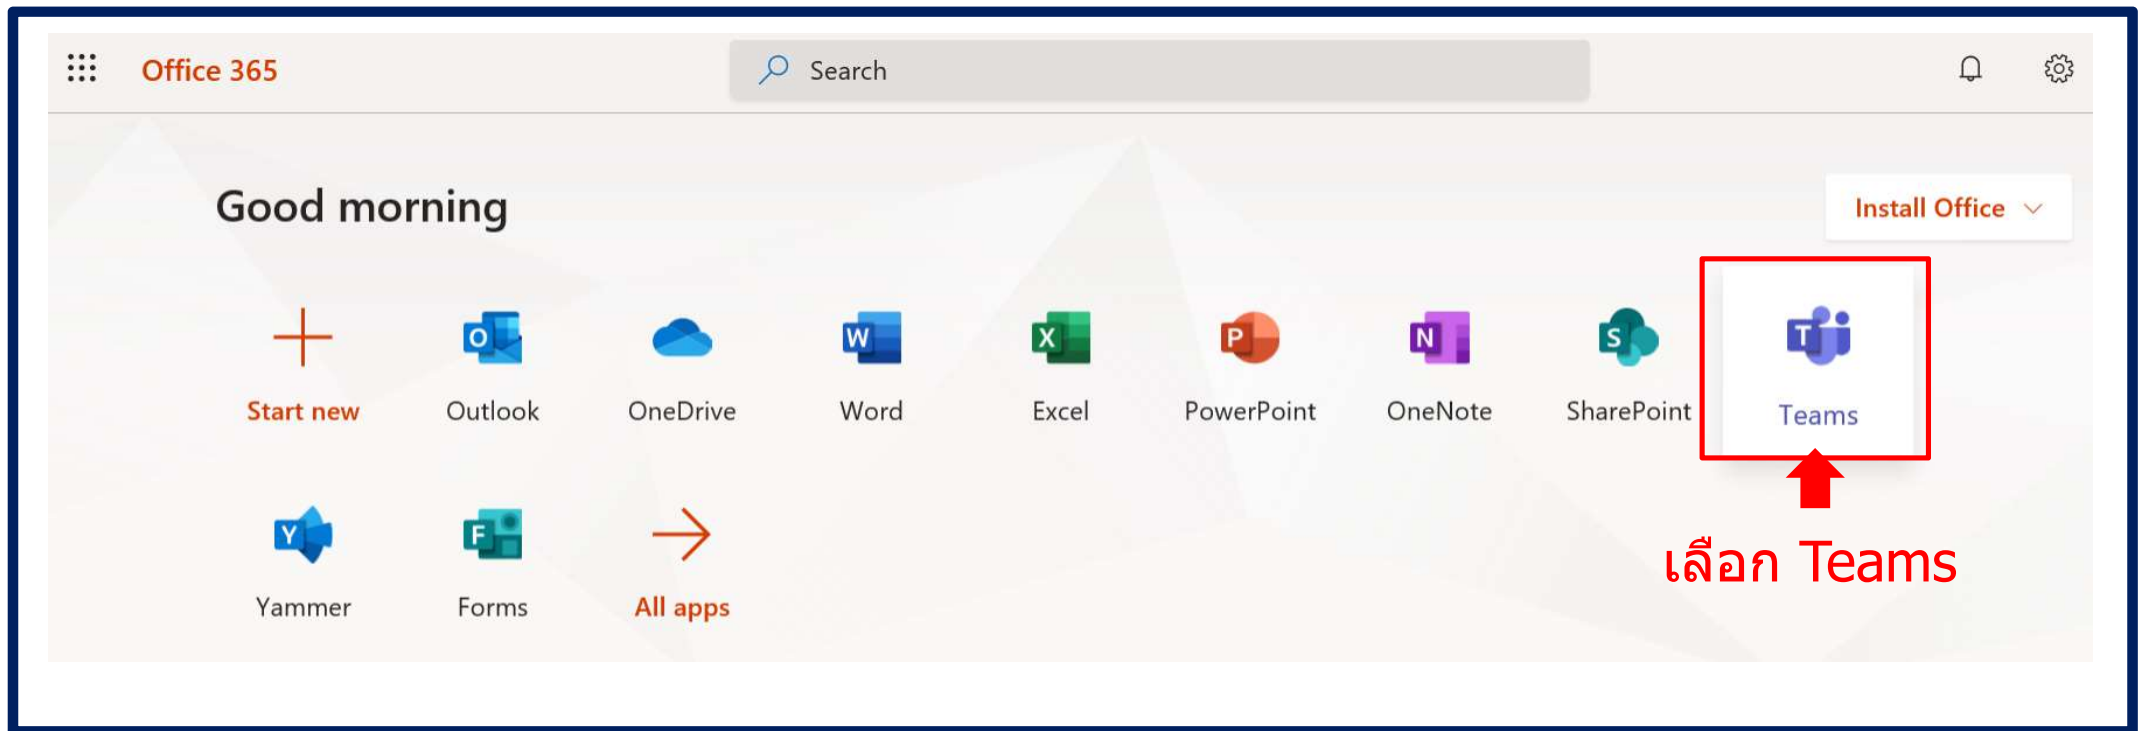 Office 365
Search
Good morning
Install Office
Start new
Outlook
OneDrive
Word
Excel
PowerPoint
OneNote
SharePoint
Teams
Yammer
Forms
All apps
เลือก Teams